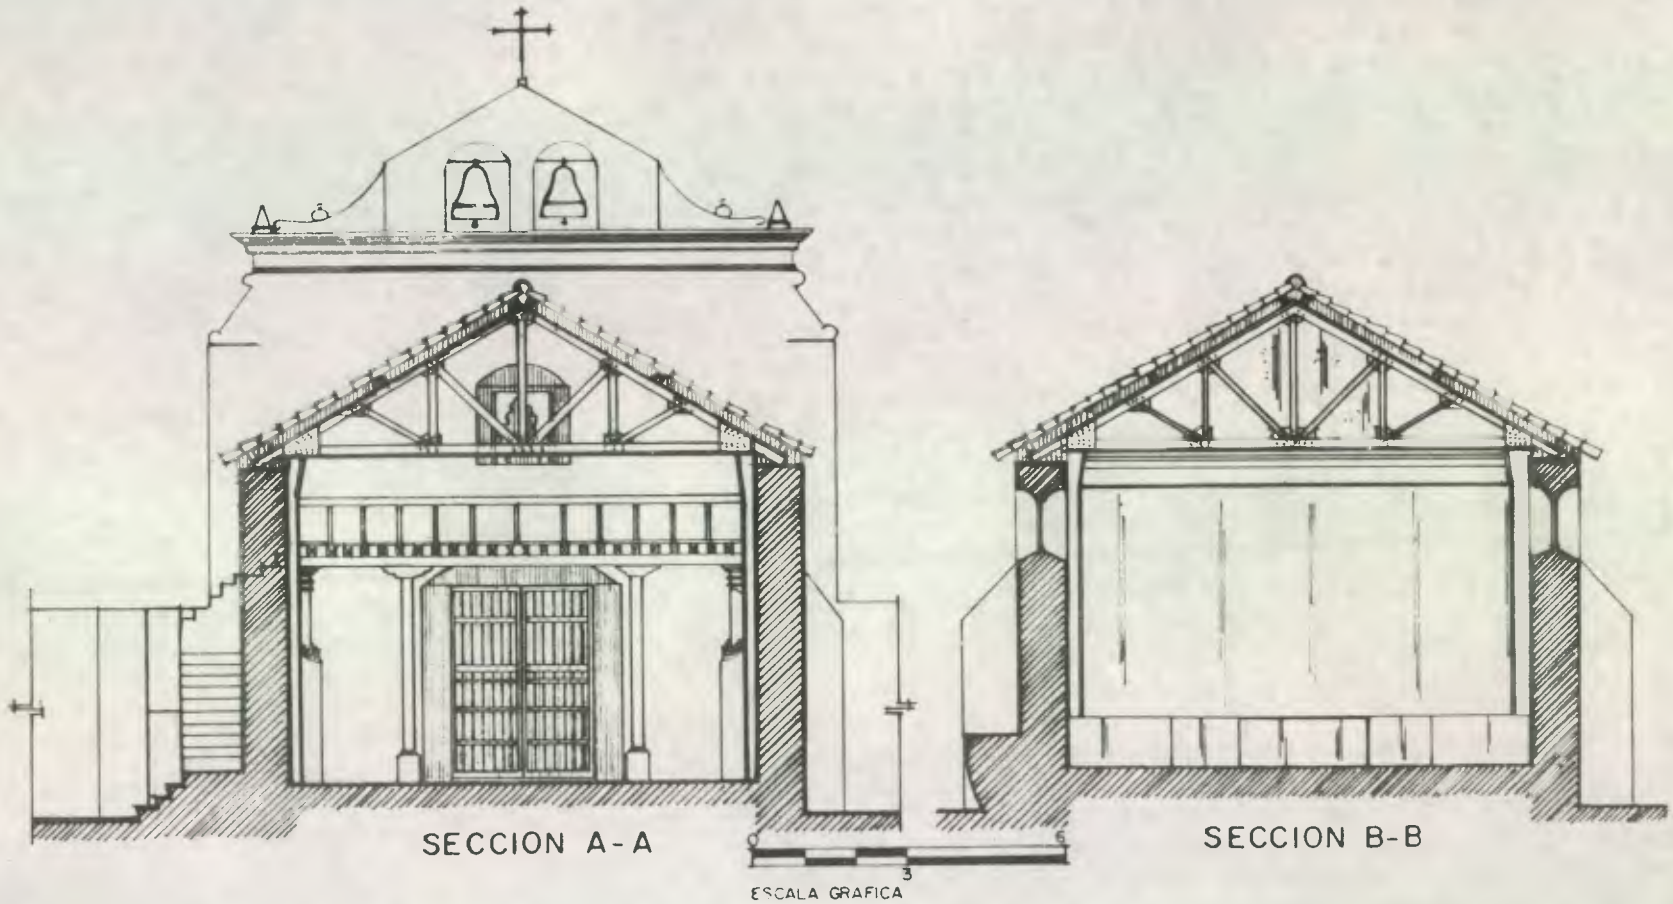 SECCION A-A
SECCION B-B
0 6
3
ESCALA GRAFICA